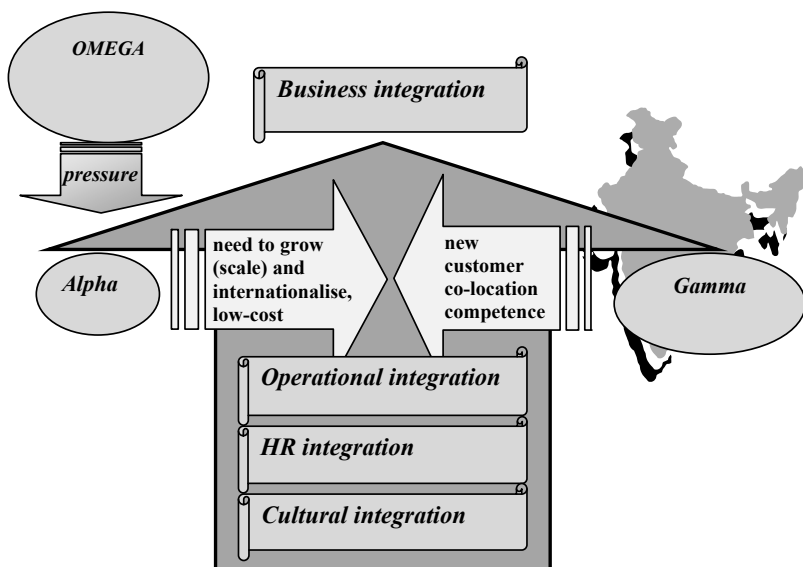 OMEGA
Business integration
pressure
need to grow
(scale) and
internationalise,
low-cost
new
customer
co-location
competence
Alpha
Gamma
Operational integration
HR integration
Cultural integration